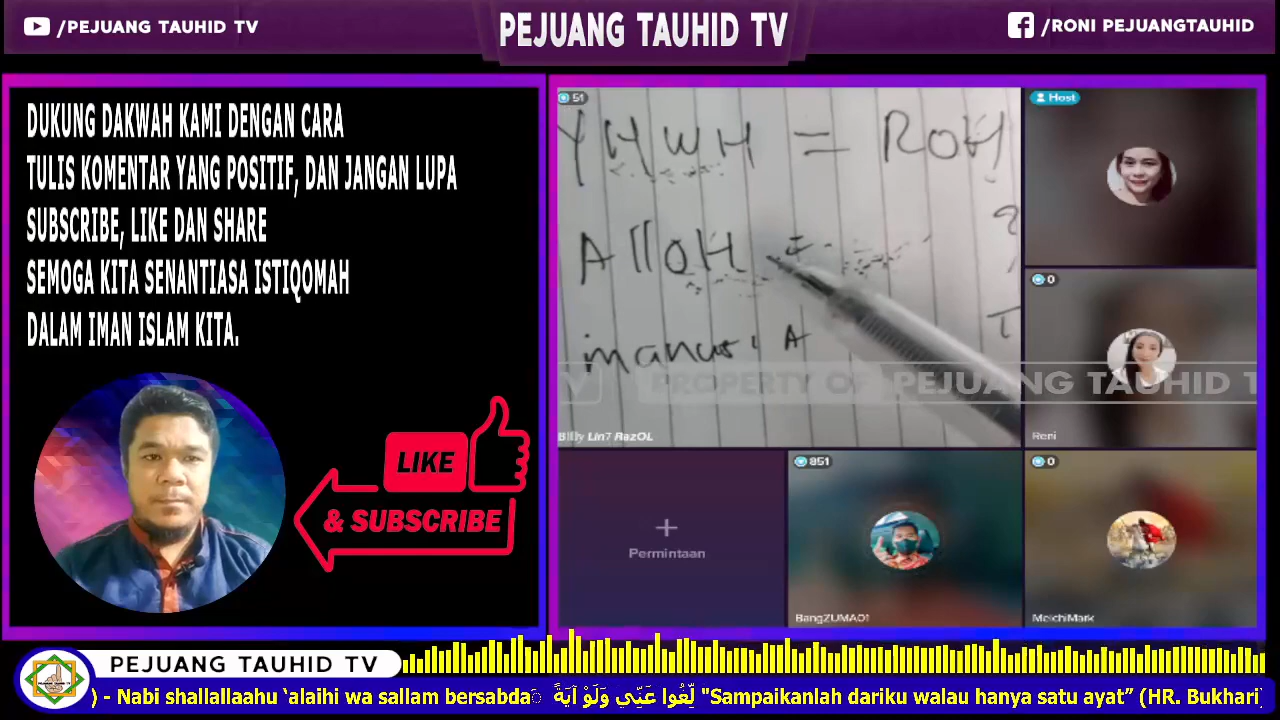 /PEJUANG TAUHID TV
PEJUANG TAUHID TV
/RONI PEJUANGTAUHID
DUKUNG DAKWAH KAMI DENGAN CARA
TULIS KOMENTAR YANG POSITIF, DAN JANGAN LUPA
SUBSCRIBE, LIKE DAN SHARE
SEMOGA KITA SENANTIASA ISTIQOMAH
DALAM IMAN ISLAM KITA.
LIKE
& SUBSCRIBE
51
YHWH = ROH
AllOH =
PROPERTY OF PEJUANG TAUHID T
Billy Lin7 RazOL
Host
0
Reni
+
Permintaan
851
BangZUMA01
0
MelchiMark
PEJUANG TAUHID TV
) - Nabi shallallaahu ‘alaihi wa sallam bersabda بَلِّغُوا عَنِّي وَلَوْ آيَةً "Sampaikanlah dariku walau hanya satu ayat” (HR. Bukhari)